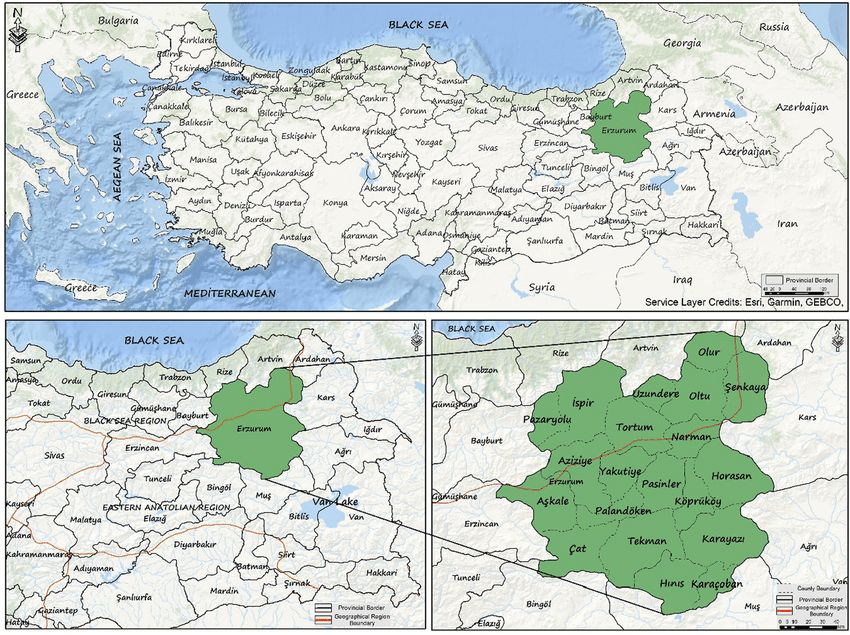 N
BLACK SEA
Bulgaria
Russia
Georgia
Kırklareli
Edirne
Tekirdağ
İstanbul
İstanbul
Kocaeli
Yalova
Sakarya
Düzce
Zonguldak
Bartın
Karabük
Kastamonu
Sinop
Samsun
Artvin
Ardahan
Rize
Trabzon
Giresun
Ordu
Greece
Çanakkale
Çanakkale
Bursa
Bilecik
Bolu
Çankırı
Çorum
Amasya
Tokat
Gümüşhane
Bayburt
Erzurum
Kars
Armenia
Azerbaijan
Balıkesir
Kütahya
Eskişehir
Ankara
Kırıkkale
Yozgat
Sivas
Erzincan
Iğdır
Ağrı
Azerbaijan
AEGEAN SEA
Manisa
Uşak
Afyonkarahisar
Kırşehir
Nevşehir
Kayseri
Tunceli
Bingöl
Muş
Malatya
Elazığ
Bitlis
Van
İzmir
Aydın
Denizli
Isparta
Burdur
Konya
Aksaray
Niğde
Kahramanmaraş
Adıyaman
Diyarbakır
Batman
Siirt
Hakkari
Iran
Muğla
Antalya
Karaman
Mersin
Adana
Osmaniye
Gaziantep
Kilis
Şanlıurfa
Mardin
Şırnak
Hatay
Greece
MEDİTERRANEAN
Syria
Iraq
Provincial Border
Service Layer Credits: Esri, Garmin, GEBCO,
N
BLACK SEA
Artvin
Ardahan
Samsun
Rize
Ordu
Trabzon
Amasya
Giresun
Kars
Tokat
Gümüşhane
Bayburt
BLACK SEA REGION
Erzurum
Iğdır
Sivas
Erzincan
Ağrı
Tunceli
Bingöl
Muş
Van Lake
Kayseri
EASTERN ANATOLIAN REGION
Malatya
Elazığ
Bitlis
Van
Adana
Diyarbakır
Kahramanmaraş
Siirt
Adıyaman
Batman
Hakkari
Mardin
Şırnak
Şanlıurfa
Gaziantep
Hatay
Provincial Border
Geographical Region
Boundary
N
BLACK SEA
Rize
Artvin
Ardahan
Olur
Trabzon
Şenkaya
Uzundere
Oltu
İspir
Gümüşhane
Pazaryolu
Tortum
Narman
Kars
Bayburt
Aziziye
Yakutiye
Horasan
Erzurum
Pasinler
Gümüşhane
Aşkale
Köprüköy
Palandöken
Erzincan
Tekman
Karayazı
Çat
Ağrı
Tunceli
Hınıs
Karaçoban
Van
Bingöl
Muş
Elazığ
County Boundary
Provincial Border
Geographical Region
Boundary